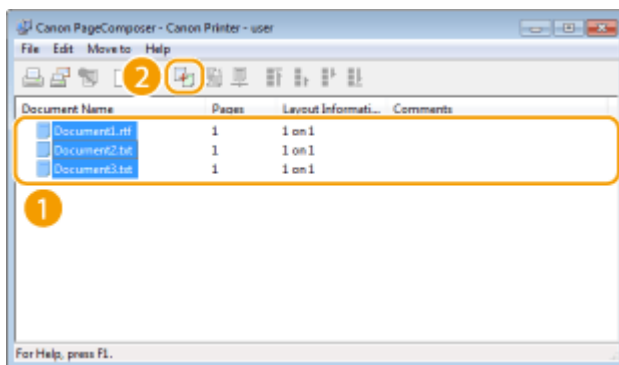 Canon PageComposer - Canon Printer - user
File Edit Move to Help
2
Document Name Pages Layout Informati... Comments
Document1.rtf 1 1 on 1
Document2.txt 1 1 on 1
Document3.txt 1 1 on 1
1
For Help, press F1.